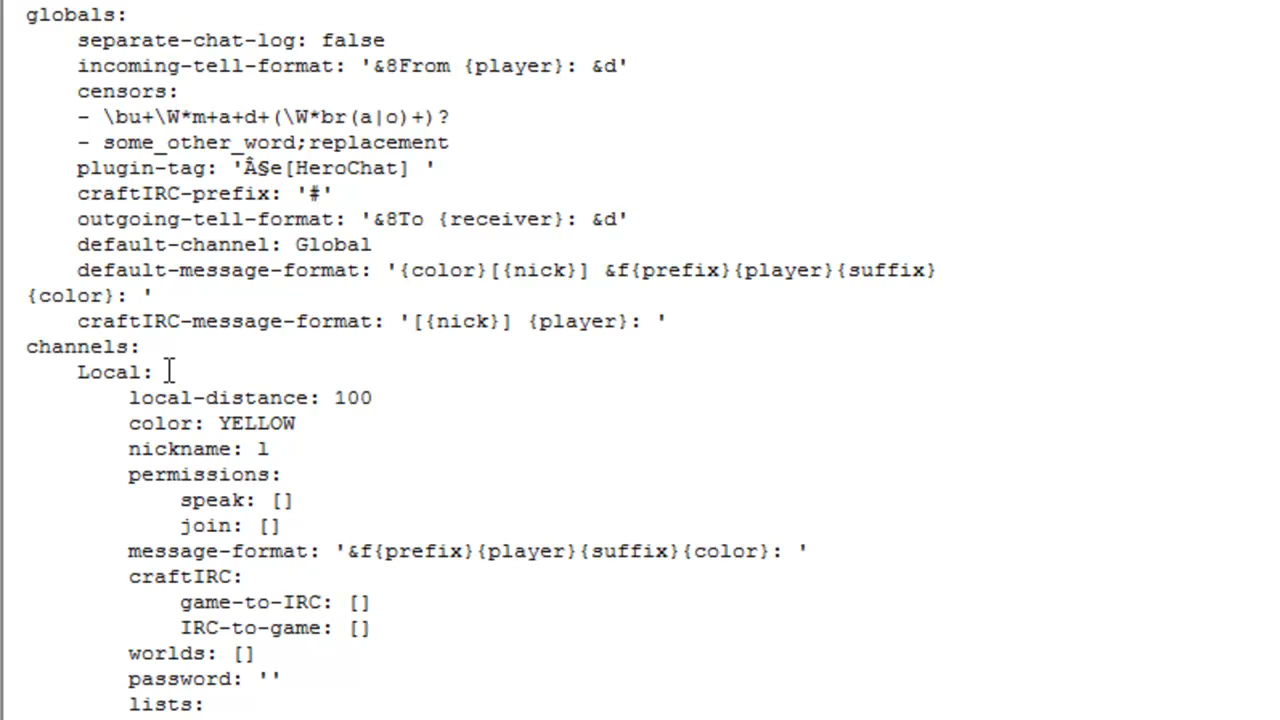 globals:
    separate-chat-log: false
    incoming-tell-format: '&8From {player}: &d'
    censors:
    - \bu+\W*m+a+d+(\W*br(a|o)+)?
    - some_other_word;replacement
    plugin-tag: 'Â§e[HeroChat] '
    craftIRC-prefix: '#'
    outgoing-tell-format: '&8To {receiver}: &d'
    default-channel: Global
    default-message-format: '{color}[{nick}] &f{prefix}{player}{suffix}
{color}: '
    craftIRC-message-format: '[{nick}] {player}: '
channels:
    Local:
        local-distance: 100
        color: YELLOW
        nickname: l
        permissions:
            speak: []
            join: []
        message-format: '&f{prefix}{player}{suffix}{color}: '
        craftIRC:
            game-to-IRC: []
            IRC-to-game: []
        worlds: []
        password: ''
        lists: